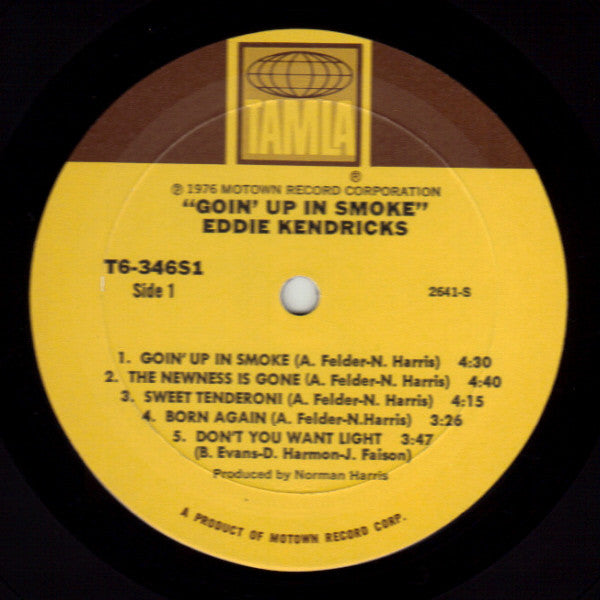 TAMLA
®
℗ 1976 MOTOWN RECORD CORPORATION
"GOIN' UP IN SMOKE"
EDDIE KENDRICKS
T6-346S1
Side 1
2641-S
1. GOIN' UP IN SMOKE (A. Felder-N. Harris) 4:30
2. THE NEWNESS IS GONE (A. Felder-N. Harris) 4:40
3. SWEET TENDERONI (A. Felder-N. Harris) 4:15
4. BORN AGAIN (A. Felder-N.Harris) 3:26
5. DON'T YOU WANT LIGHT 3:47
(B. Evans-D. Harmon-J. Faison)
Produced by Norman Harris
A PRODUCT OF MOTOWN RECORD CORP.